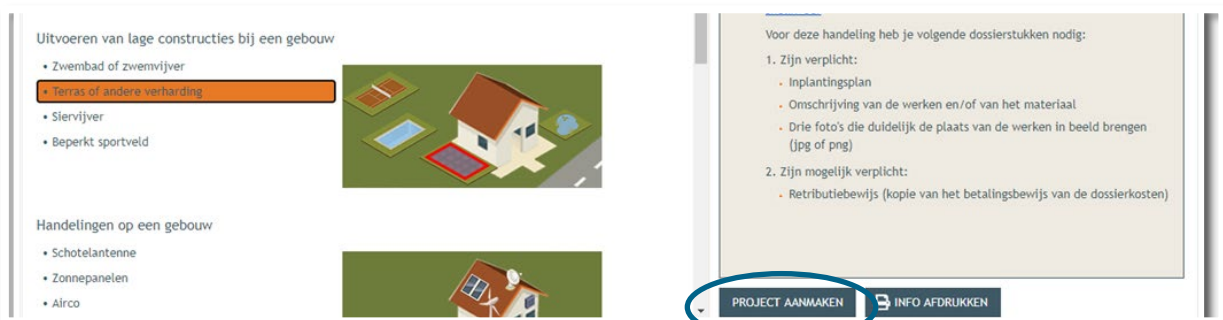 Uitvoeren van lage constructies bij een gebouw
• Zwembad of zwemvijver
• Terras of andere verharding
• Siervijver
• Beperkt sportveld
Handelingen op een gebouw
• Schotelantenne
• Zonnepanelen
• Airco
Voor deze handeling heb je volgende dossierstukken nodig:
1. Zijn verplicht:
• Inplantingsplan
• Omschrijving van de werken en/of van het materiaal
• Drie foto's die duidelijk de plaats van de werken in beeld brengen
(jpg of png)
2. Zijn mogelijk verplicht:
• Retributiebewijs (kopie van het betalingsbewijs van de dossierkosten)
PROJECT AANMAKEN
INFO AFDRUKKEN